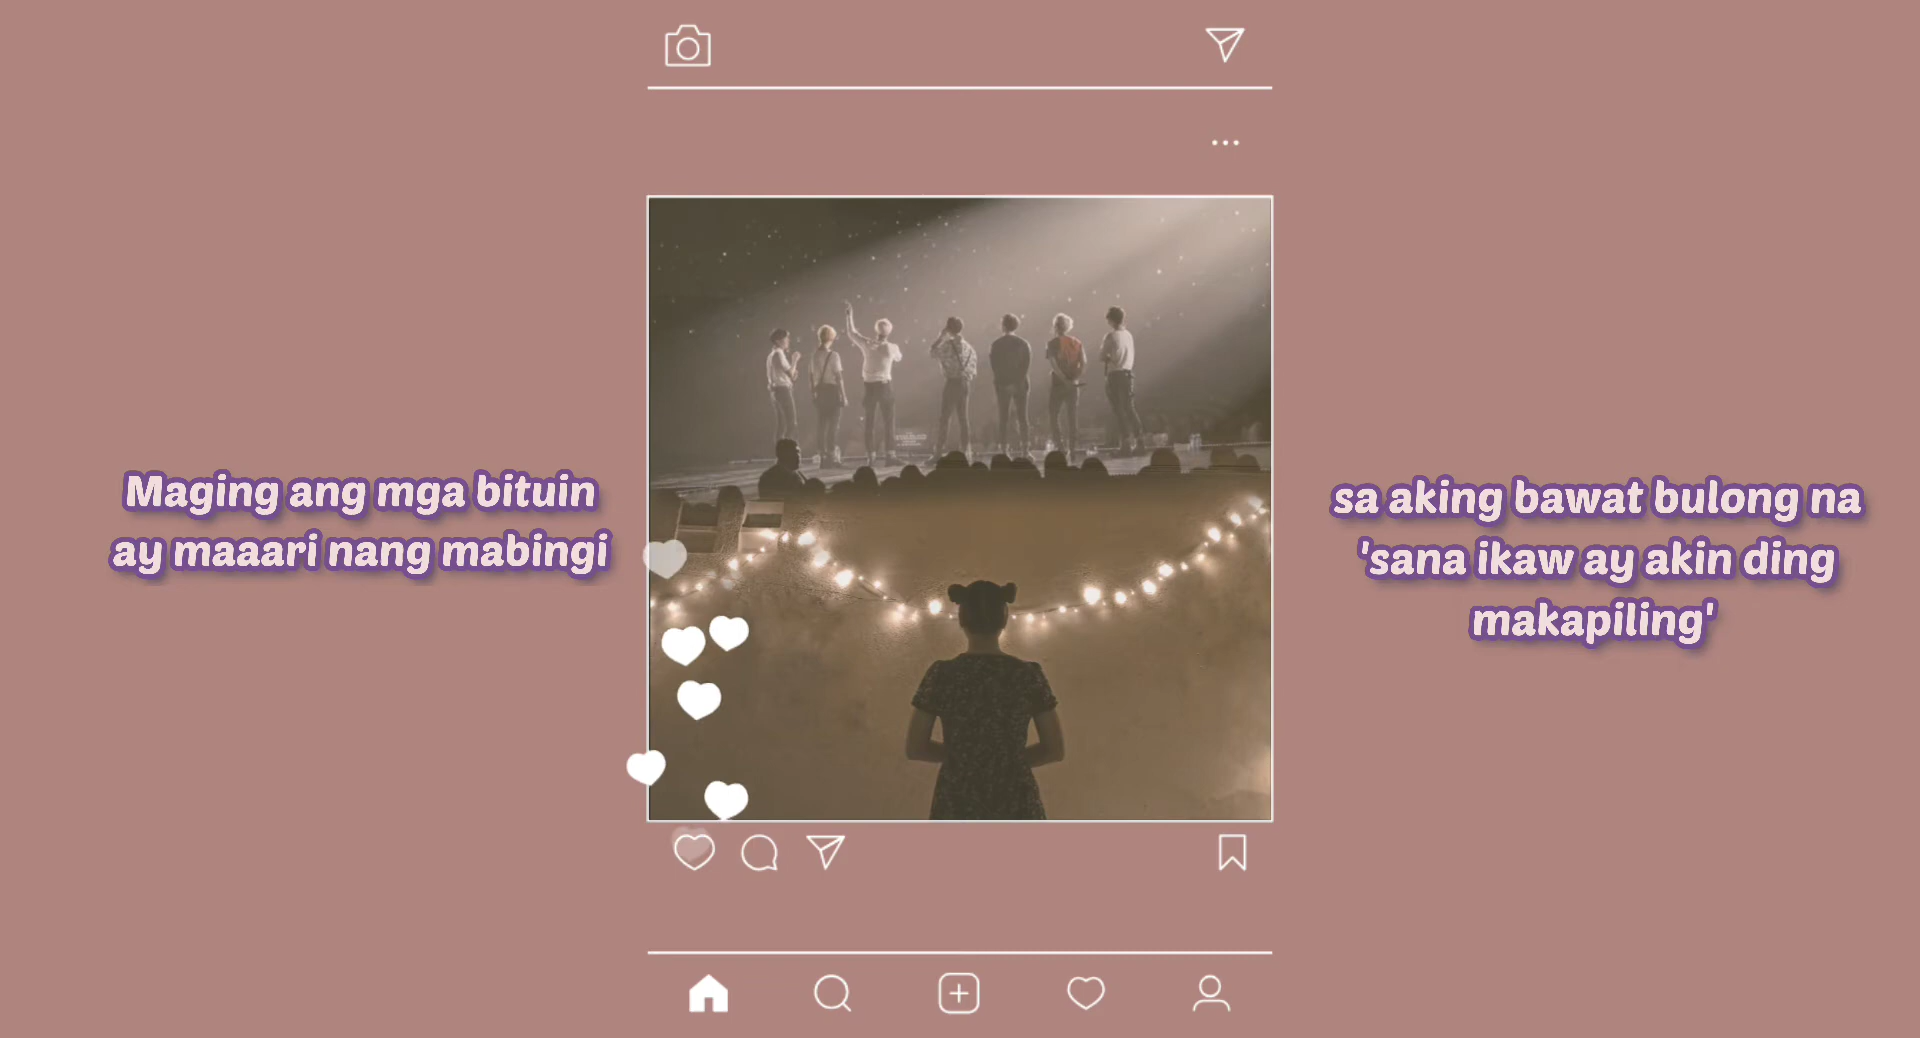 Maging ang mga bituin
ay maaari nang mabingi
sa aking bawat bulong na
'sana ikaw ay akin ding
makapiling'